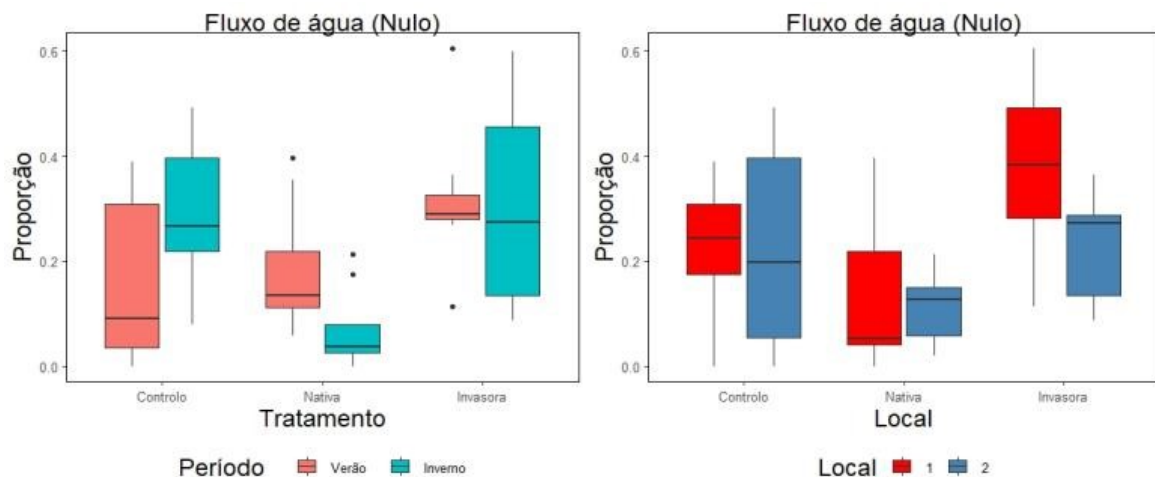 Fluxo de água (Nulo)
Proporção
0.6
0.4
0.2
0.0
Controlo Nativa Invasora
Tratamento
Período Verão Inverno
Fluxo de água (Nulo)
Proporção
0.6
0.4
0.2
0.0
Controlo Nativa Invasora
Local
Local 1 2